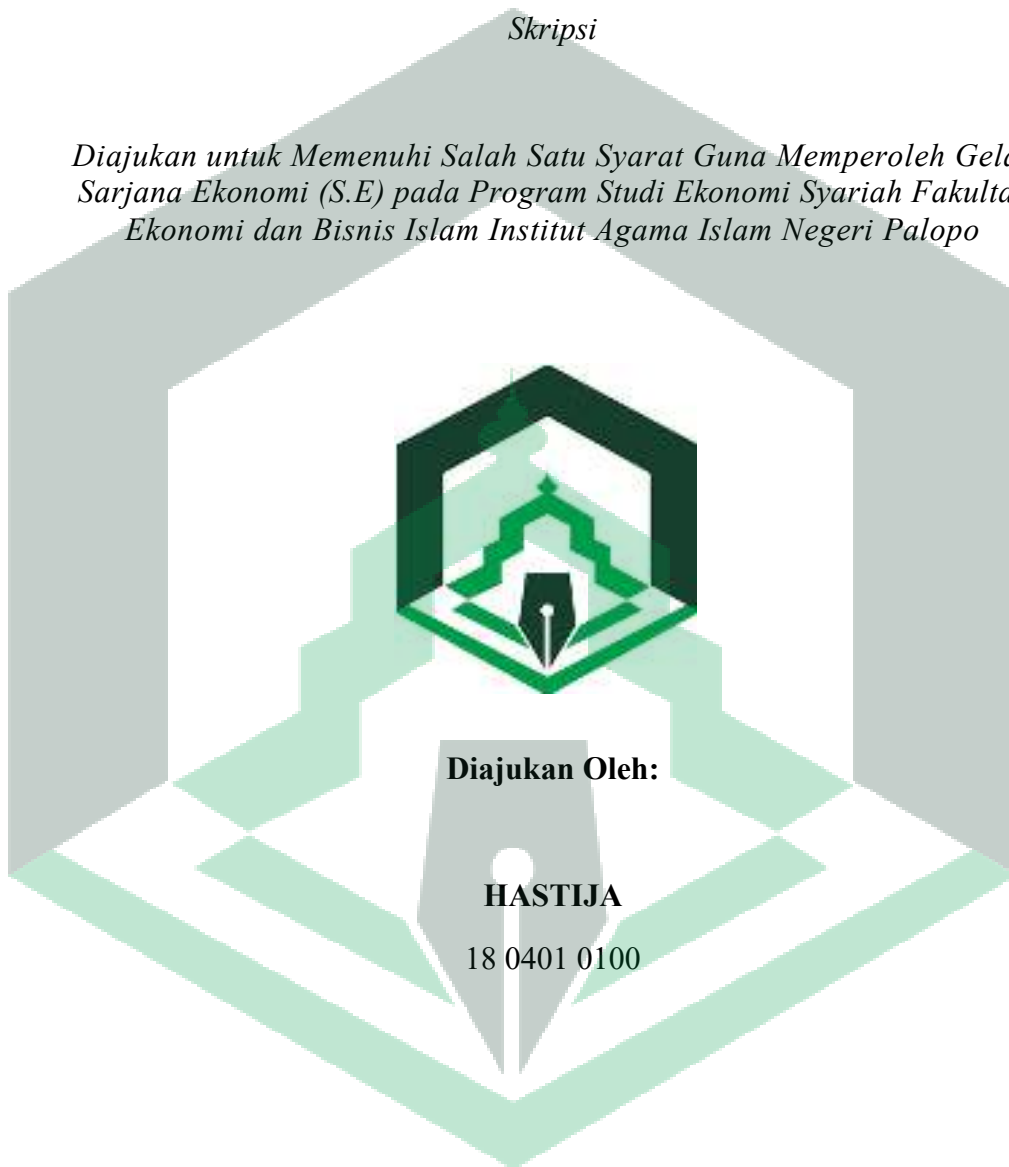 Skripsi
Diajukan untuk Memenuhi Salah Satu Syarat Guna Memperoleh Gela
Sarjana Ekonomi (S.E) pada Program Studi Ekonomi Syariah Fakulta
Ekonomi dan Bisnis Islam Institut Agama Islam Negeri Palopo
Diajukan Oleh:
HASTIJA
18 0401 0100